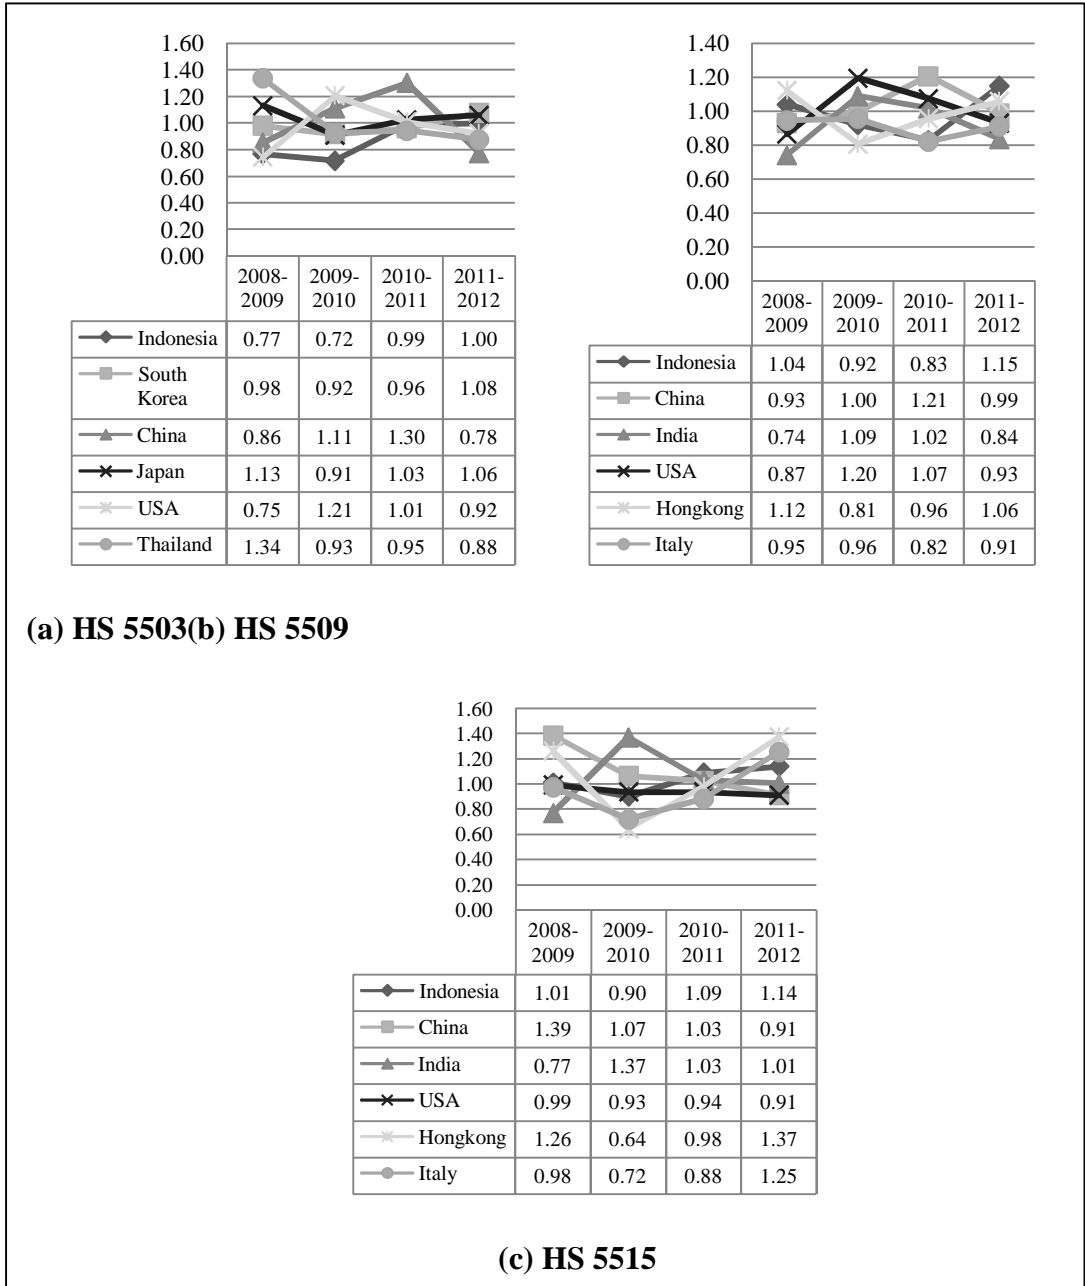 1.60
1.40
1.20
1.00
0.80
0.60
0.40
0.20
0.00
2008-2009 2009-2010 2010-2011 2011-2012
Indonesia 0.77 0.72 0.99 1.00
South Korea 0.98 0.92 0.96 1.08
China 0.86 1.11 1.30 0.78
Japan 1.13 0.91 1.03 1.06
USA 0.75 1.21 1.01 0.92
Thailand 1.34 0.93 0.95 0.88
1.40
1.20
1.00
0.80
0.60
0.40
0.20
0.00
2008-2009 2009-2010 2010-2011 2011-2012
Indonesia 1.04 0.92 0.83 1.15
China 0.93 1.00 1.21 0.99
India 0.74 1.09 1.02 0.84
USA 0.87 1.20 1.07 0.93
Hongkong 1.12 0.81 0.96 1.06
Italy 0.95 0.96 0.82 0.91
(a) HS 5503(b) HS 5509
1.60
1.40
1.20
1.00
0.80
0.60
0.40
0.20
0.00
2008-2009 2009-2010 2010-2011 2011-2012
Indonesia 1.01 0.90 1.09 1.14
China 1.39 1.07 1.03 0.91
India 0.77 1.37 1.03 1.01
USA 0.99 0.93 0.94 0.91
Hongkong 1.26 0.64 0.98 1.37
Italy 0.98 0.72 0.88 1.25
(c) HS 5515